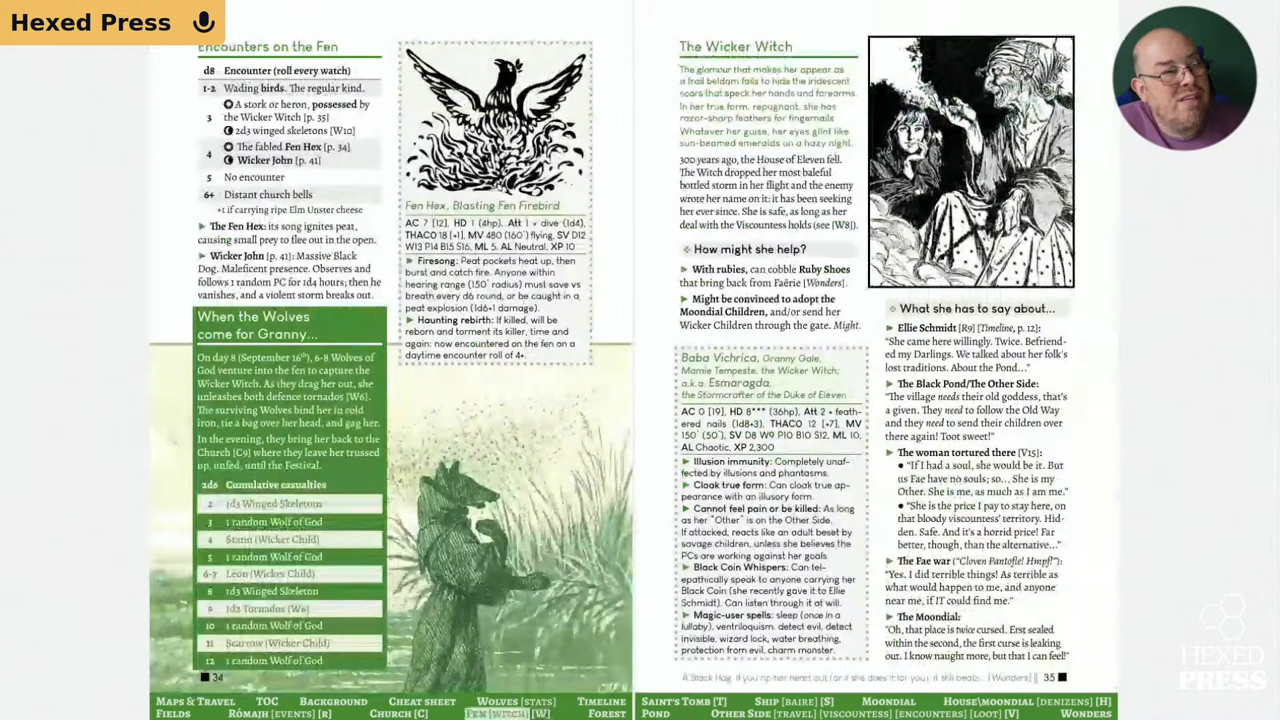 Hexed Press
Encounters on the Fen
d8 Encounter (roll every watch)
1-2 Wading birds. The regular kind.
3 A stork or heron, possessed by
the Wicker Witch [p. 35]
2d3 winged skeletons [W10]
4 The fabled Fen Hex [p. 34]
Wicker John [p. 41]
5 No encounter
6+ Distant church bells
+1 if carrying ripe Elm Unster cheese
► The Fen Hex: its song ignites peat,
causing small prey to flee out in the open.
► Wicker John [p. 41]: Massive Black
Dog. Maleficent presence. Observes and
follows 1 random PC for 1d4 hours; then he
vanishes, and a violent storm breaks out.
When the Wolves
come for Granny...
On day 8 (September 16th), 6-8 Wolves of
God venture into the fen to capture the
Wicker Witch. As they drag her out, she
unleashes both defence tornados [W6].
The surviving Wolves bind her in cold
iron, tie a bag over her head, and gag her.
In the evening, they bring her back to the
Church [C9] where they leave her trussed
up, unfed, until the Festival.
2d6 Cumulative casualties
2 1d3 Winged Skeletons
3 1 random Wolf of God
4 Stann (Wicker Child)
5 1 random Wolf of God
6-7 Leon (Wicker Child)
8 1d3 Winged Skeleton
9 1d2 Tornados [W6]
10 1 random Wolf of God
11 Scarrow (Wicker Child)
12 1 random Wolf of God
■ 34
Fen Hex, Blasting Fen Firebird
AC 7 [12], HD 1 (4hp), Att 1 × dive (1d4),
THAC0 18 [+1], MV 480 (160') flying, SV D12
W13 P14 B15 S16, ML 5, AL Neutral, XP 10
► Firesong: Peat pockets heat up, then
burst and catch fire. Anyone within
hearing range (150' radius) must save vs
breath every d6 round, or be caught in a
peat explosion (1d6+1 damage).
► Haunting rebirth: If killed, will be
reborn and torment its killer, time and
again: now encountered on the fen on a
daytime encounter roll of 4+.
The Wicker Witch
The glamour that makes her appear as
a frail beldam fails to hide the iridescent
scars that speck her hands and forearms.
In her true form, repugnant, she has
razor-sharp feathers for fingernails
Whatever her guise, her eyes glint like
sun-beamed emeralds on a hazy night.
300 years ago, the House of Eleven fell.
The Witch dropped her most baleful
bottled storm in her flight and the enemy
wrote her name on it: it has been seeking
her ever since. She is safe, as long as her
deal with the Viscountess holds (see [W8]).
How might she help?
► With rubies, can cobble Ruby Shoes
that bring back from Faërie [Wonders].
► Might be convinced to adopt the
Moondial Children, and/or send her
Wicker Children through the gate. Might.
Baba Vichrica, Granny Gale,
Mamie Tempeste, the Wicker Witch;
a.k.a. Esmaragda,
the Stormcrafter of the Duke of Eleven
AC 0 [19], HD 8*** (36hp), Att 2 × feath-
ered nails (1d8+3), THAC0 12 [+7], MV
150' (50'), SV D8 W9 P10 B10 S12, ML 10,
AL Chaotic, XP 2,300
► Illusion immunity: Completely unaf-
fected by illusions and phantasms.
► Cloak true form: Can cloak true ap-
pearance with an illusory form.
► Cannot feel pain or be killed: As long
as her "Other" is on the Other Side.
If attacked, reacts like an adult beset by
savage children, unless she believes the
PCs are working against her goals.
► Black Coin Whispers: Can tel-
epathically speak to anyone carrying her
Black Coin (she recently gave it to Ellie
Schmidt). Can listen through it at will.
► Magic-user spells: sleep (once in a
lullaby), ventriloquism, detect evil, detect
invisible, wizard lock, water breathing,
protection from evil, charm monster.
What she has to say about...
► Ellie Schmidt [R9] [Timeline, p. 12]:
"She came here willingly. Twice. Befriend-
ed my Darlings. We talked about her folk's
lost traditions. About the Pond..."
► The Black Pond/The Other Side:
"The village needs their old goddess, that's
a given. They need to follow the Old Way
and they need to send their children over
there again! Toot sweet!"
► The woman tortured there [V15]:
● "If I had a soul, she would be it. But
us Fae have no souls; so... She is my
Other. She is me, as much as I am me."
● "She is the price I pay to stay here, on
that bloody viscountess' territory. Hid-
den. Safe. And it's a horrid price! Far
better, though, than the alternative..."
► The Fae war ("Cloven Pantofle! Hmpf!"):
"Yes, I did terrible things! As terrible as
what would happen to me, and anyone
near me, if IT could find me."
► The Moondial:
"Oh, that place is twice cursed. Erst sealed
within the second, the first curse is leaking
out. I know naught more, but that I can feel!"
A Black Hag. If you rip her heart out (or if she does it for you), it still beats... [Wonders] 35 ■
Maps & Travel TOC Background Cheat sheet Wolves [stats] Timeline
Fields Rómajh [events] [R] Church [C] Fen [Witch] [W] Forest
Saint's Tomb [T] Ship [Baire] [S] Moondial House\Moondial [denizens] [H]
Pond Other Side [travel] [viscountess] [encounters] [loot] [V] Wonders
HEXED
PRESS